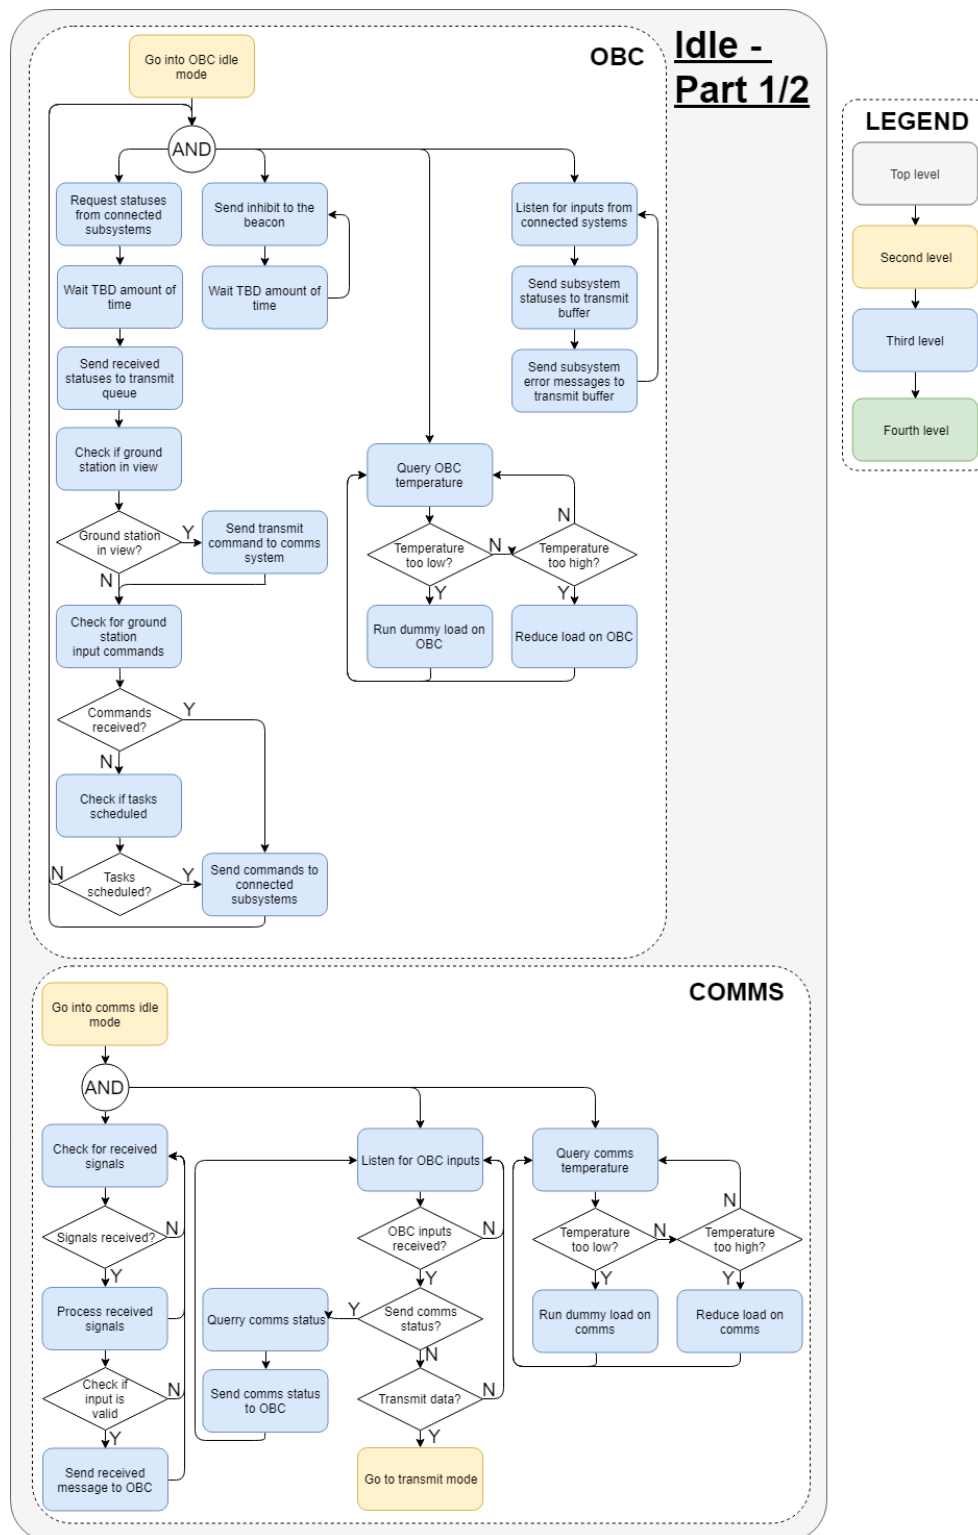 Idle -
Part 1/2
OBC
Go into OBC idle
mode
AND
Request statuses
from connected
subsystems
Wait TBD amount of
time
Send received
statuses to transmit
queue
Check if ground
station in view
Ground station
in view?
Y
N
Send transmit
command to comms
system
Check for ground
station
input commands
Commands
received?
Y
N
Check if tasks
scheduled
Tasks
scheduled?
N
Y
Send commands to
connected
subsystems
Send inhibit to the
beacon
Wait TBD amount of
time
Query OBC
temperature
Temperature
too low?
N
Y
Temperature
too high?
N
Y
Run dummy load on
OBC
Reduce load on OBC
Listen for inputs from
connected systems
Send subsystem
statuses to transmit
buffer
Send subsystem
error messages to
transmit buffer
LEGEND
Top level
Second level
Third level
Fourth level
COMMS
Go into comms idle
mode
AND
Check for received
signals
Signals received?
N
Y
Process received
signals
Check if
input is
valid
N
Y
Send received
message to OBC
Listen for OBC inputs
OBC inputs
received?
N
Y
Send comms
status?
Y
N
Querry comms status
Send comms status
to OBC
Transmit data?
N
Y
Go to transmit mode
Query comms
temperature
Temperature
too low?
N
Y
Temperature
too high?
N
Y
Run dummy load on
comms
Reduce load on
comms